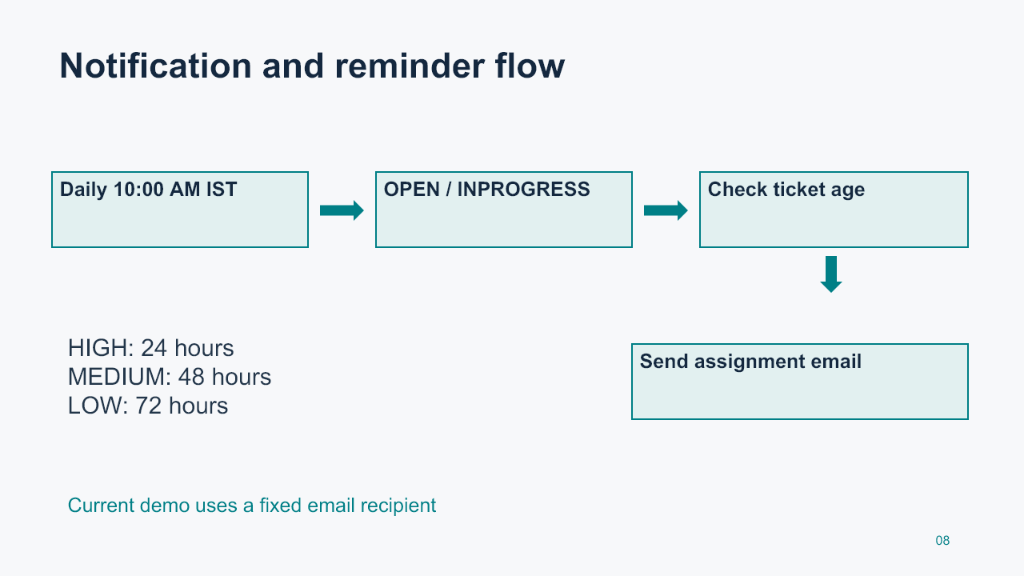 Notification and reminder flow
Daily 10:00 AM IST
OPEN / INPROGRESS
Check ticket age
HIGH: 24 hours
MEDIUM: 48 hours
LOW: 72 hours
Send assignment email
Current demo uses a fixed email recipient
08